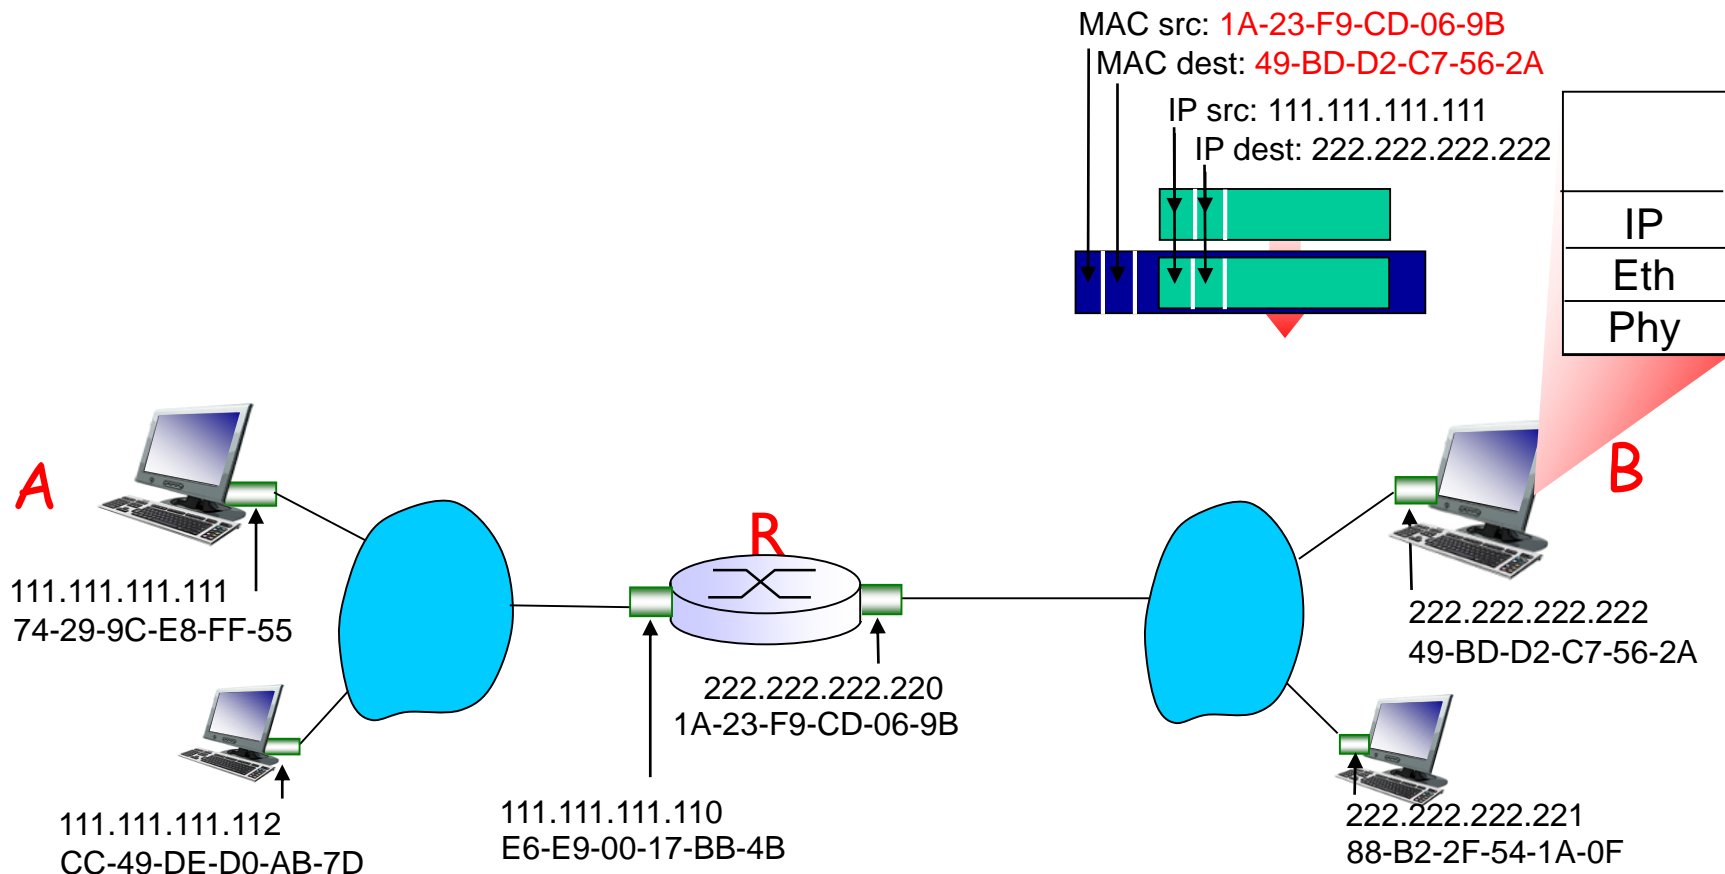 MAC src: 1A-23-F9-CD-06-9B
MAC dest: 49-BD-D2-C7-56-2A
IP src: 111.111.111.111
IP dest: 222.222.222.222
IP
Eth
Phy
A
R
B
111.111.111.111
74-29-9C-E8-FF-55
222.222.222.222
49-BD-D2-C7-56-2A
222.222.222.220
1A-23-F9-CD-06-9B
111.111.111.112
CC-49-DE-D0-AB-7D
111.111.111.110
E6-E9-00-17-BB-4B
222.222.222.221
88-B2-2F-54-1A-0F